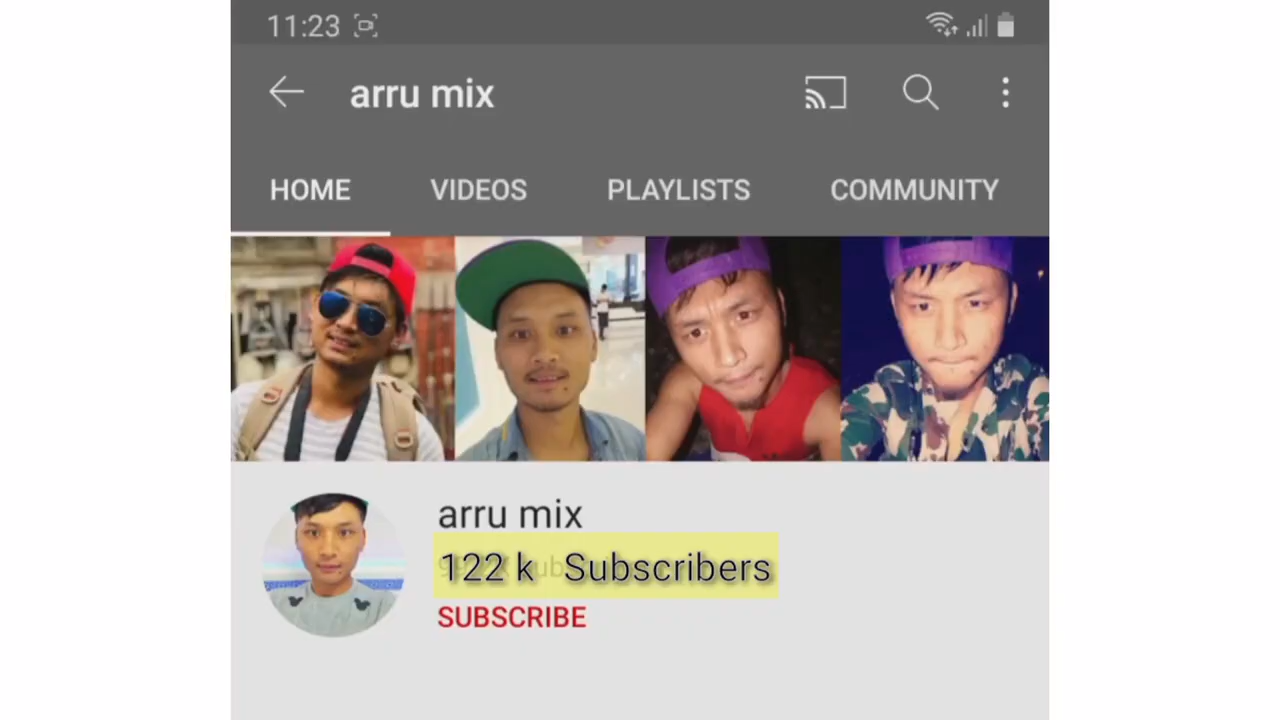 11:23
arru mix
HOME VIDEOS PLAYLISTS COMMUNITY
arru mix
122 k Subscribers
SUBSCRIBE